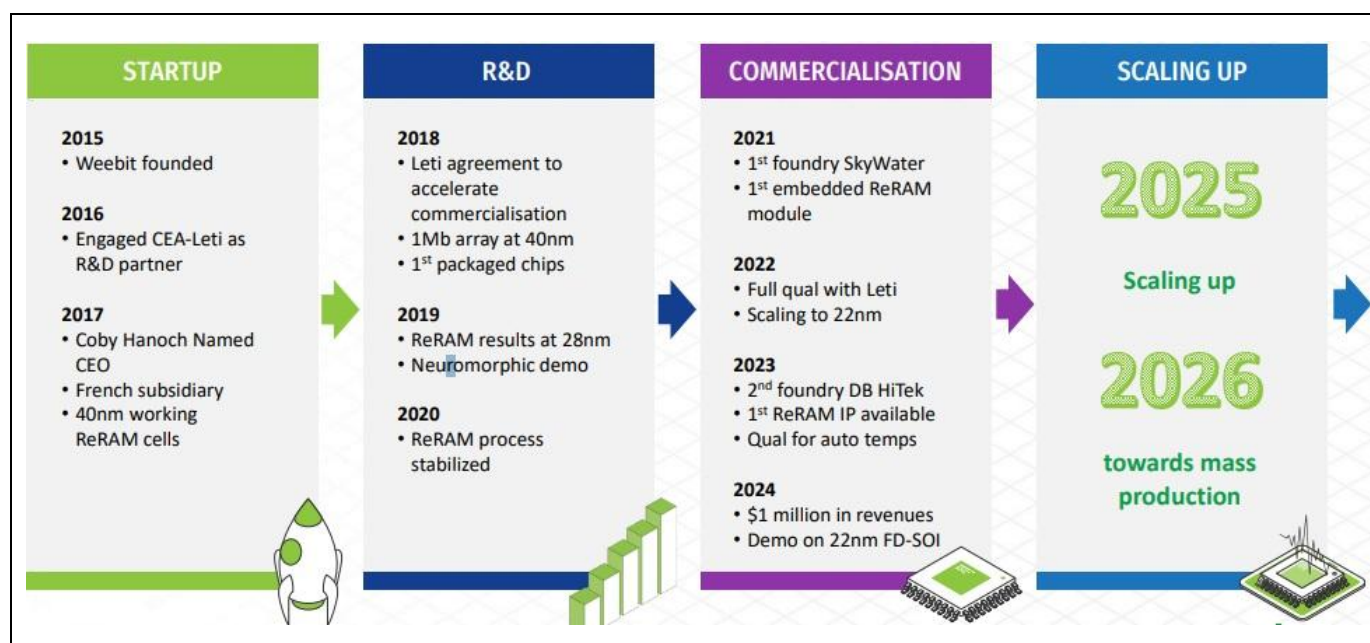 STARTUP
2015
• Weebit founded
2016
• Engaged CEA-Leti as
R&D partner
2017
• Coby Hanoch Named
CEO
• French subsidiary
• 40nm working
ReRAM cells
R&D
2018
• Leti agreement to
accelerate
commercialisation
• 1Mb array at 40nm
• 1st packaged chips
2019
• ReRAM results at 28nm
• Neuromorphic demo
2020
• ReRAM process
stabilized
COMMERCIALISATION
2021
• 1st foundry SkyWater
• 1st embedded ReRAM
module
2022
• Full qual with Leti
• Scaling to 22nm
2023
• 2nd foundry DB HiTek
• 1st ReRAM IP available
• Qual for auto temps
2024
• $1 million in revenues
• Demo on 22nm FD-SOI
SCALING UP
2025
Scaling up
2026
towards mass
production